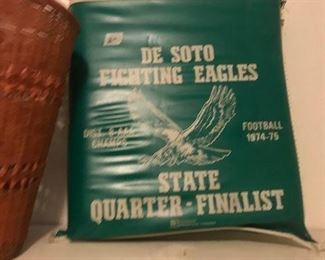 DE SOTO
FIGHTING EAGLES
DIST. 6-AAA
CHAMPS
FOOTBALL
1974-75
STATE
QUARTER-FINALIST